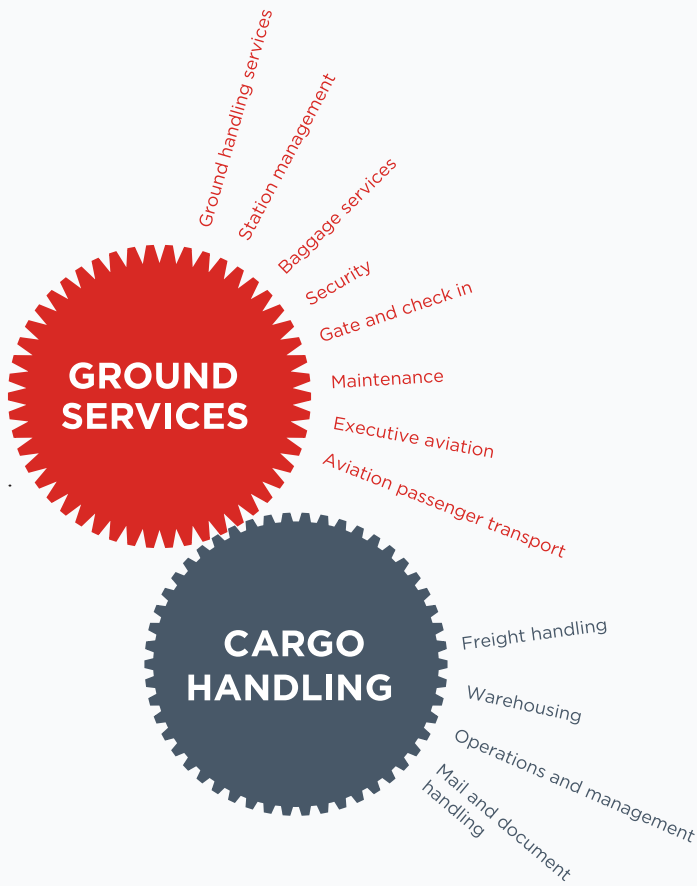 Ground handling services
Station management
Baggage services
Security
Gate and check in
Maintenance
Executive aviation
Aviation passenger transport
GROUND
SERVICES
CARGO
HANDLING
Freight handling
Warehousing
Operations and management
Mail and document
handling